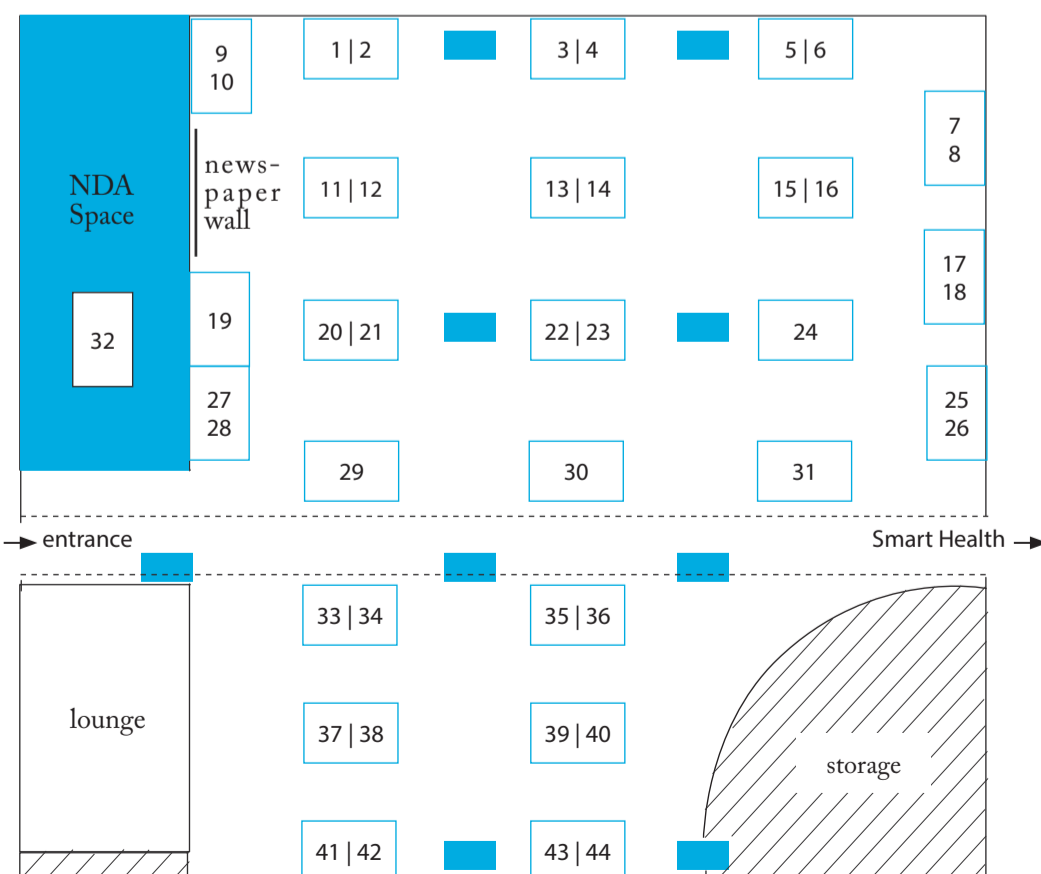 9
10
1 | 2
3 | 4
5 | 6
7
8
news-
paper
wall
NDA
Space
11 | 12
13 | 14
15 | 16
17
18
32
19
20 | 21
22 | 23
24
27
28
25
26
29
30
31
entrance
Smart Health
33 | 34
35 | 36
lounge
37 | 38
39 | 40
storage
41 | 42
43 | 44